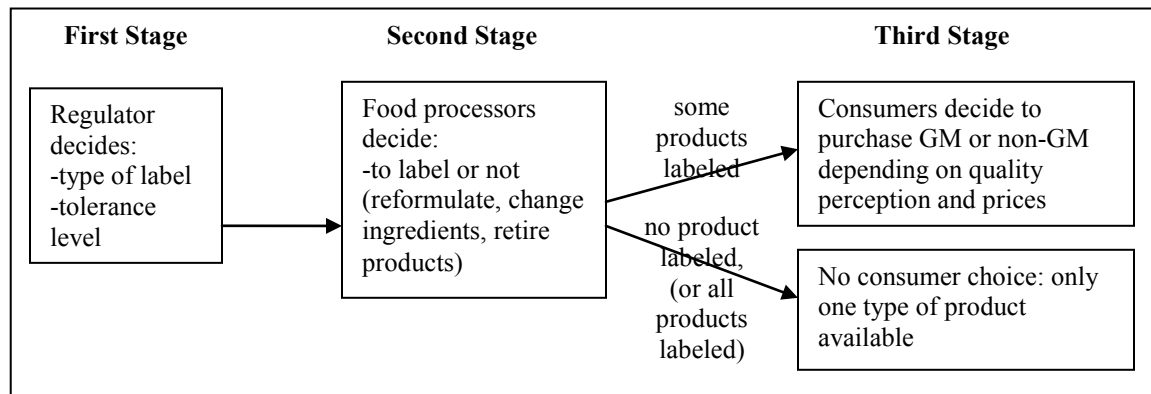 First Stage
Second Stage
Third Stage
Regulator
decides:
-type of label
-tolerance
level
Food processors
decide:
-to label or not
(reformulate, change
ingredients, retire
products)
some
products
labeled
no product
labeled,
(or all
products
labeled)
Consumers decide to
purchase GM or non-GM
depending on quality
perception and prices
No consumer choice: only
one type of product
available